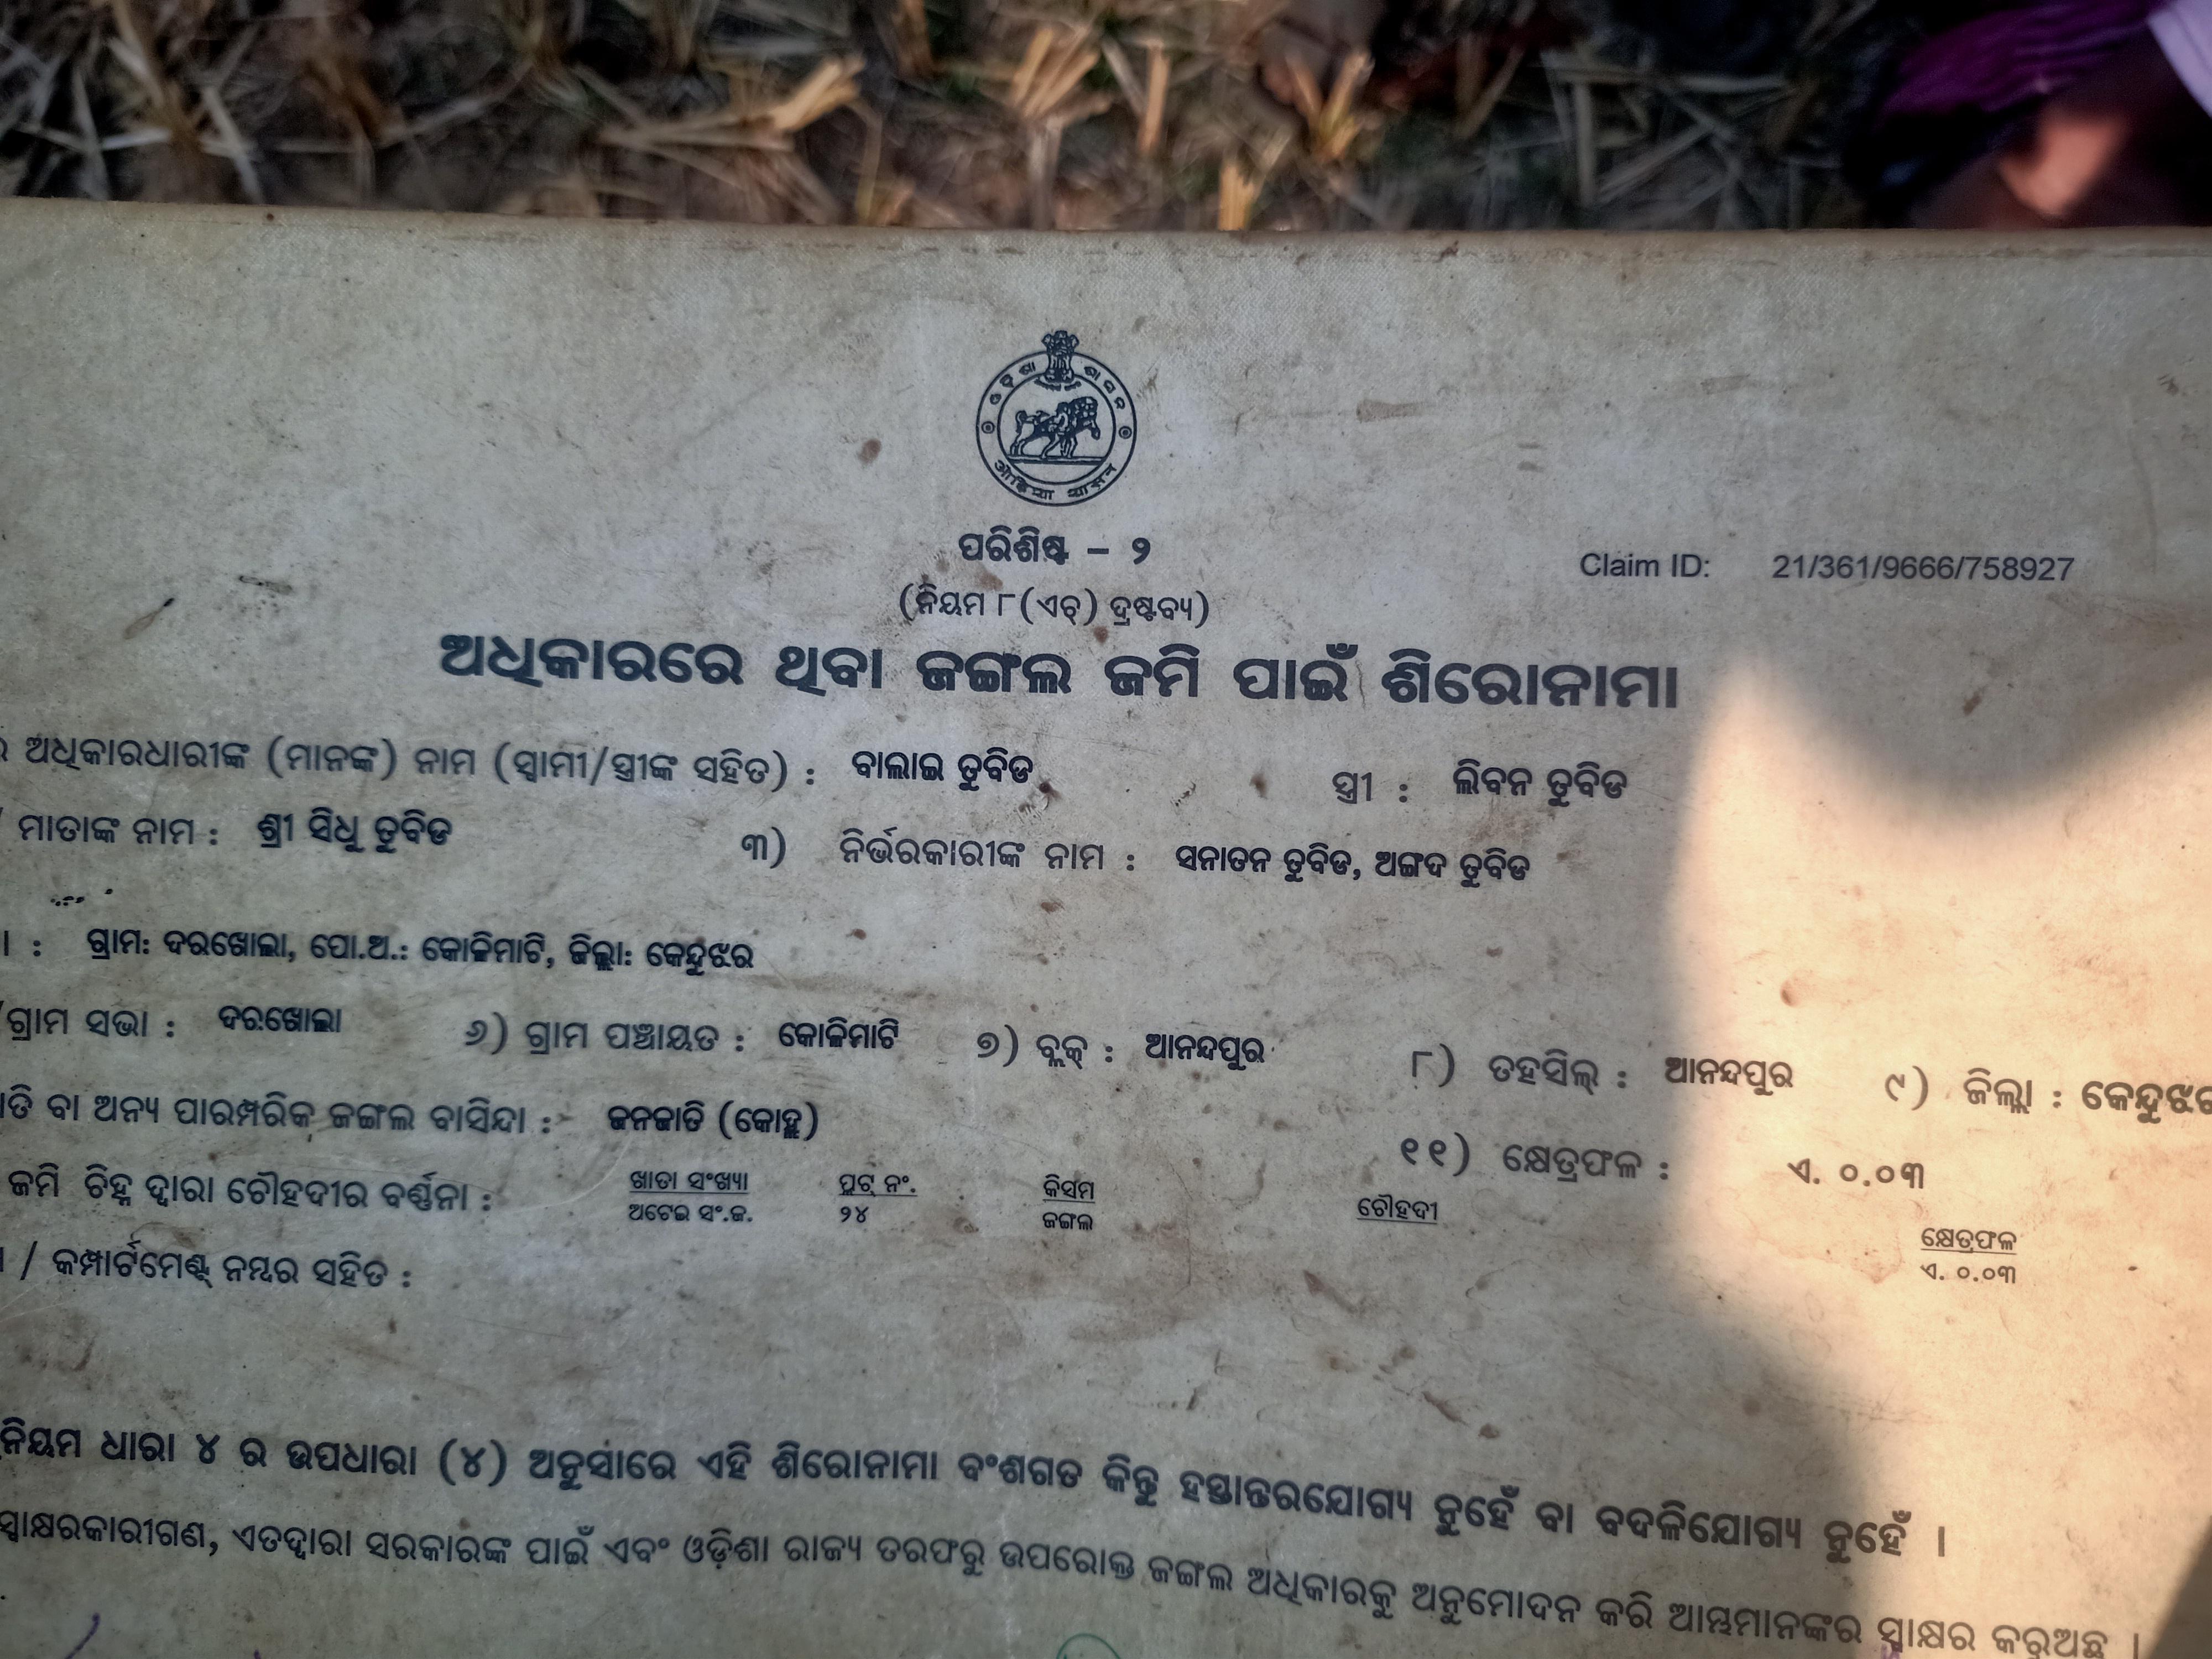 ଓଡ଼ିଶା ଶାସନ
ओड़िशा शासन
ପରିଶିଷ୍ଟ – ୨
Claim ID: 21/361/9666/758927
(ନିୟମ ୮(ଏଚ୍) ଦ୍ରଷ୍ଟବ୍ୟ)
ଅଧିକାରରେ ଥିବା ଜଙ୍ଗଲ ଜମି ପାଇଁ ଶିରୋନାମା
ର ଅଧିକାରଧାରୀଙ୍କ (ମାନଙ୍କ) ନାମ (ସ୍ୱାମୀ/ସ୍ତ୍ରୀଙ୍କ ସହିତ) : ବାଲାଇ ତୁବିଡ ସ୍ତ୍ରୀ : ଲିବନ ତୁବିଡ
/ ମାତାଙ୍କ ନାମ : ଶ୍ରୀ ସିଧୁ ତୁବିଡ ୩) ନିର୍ଭରକାରୀଙ୍କ ନାମ : ସନାତନ ତୁବିଡ, ଅଙ୍ଗଦ ତୁବିଡ
: ଗ୍ରାମ: ଦରଖୋଲା, ପୋ.ଅ.: କୋଳିମାଟି, ଜିଲ୍ଲା: କେନ୍ଦୁଝର
/ଗ୍ରାମ ସଭା : ଦରଖୋଲା ୬) ଗ୍ରାମ ପଞ୍ଚାୟତ : କୋଳିମାଟି ୭) ବ୍ଲକ୍ : ଆନନ୍ଦପୁର ୮) ତହସିଲ୍ : ଆନନ୍ଦପୁର ୯) ଜିଲ୍ଲା : କେନ୍ଦୁଝର
ତି ବା ଅନ୍ୟ ପାରମ୍ପରିକ ଜଙ୍ଗଲ ବାସିନ୍ଦା : ଜନଜାତି (କୋହ୍ଲ) ୧୧) କ୍ଷେତ୍ରଫଳ : ଏ. ୦.୦୩
ଜମି ଚିହ୍ନ ଦ୍ୱାରା ଚୌହଦୀର ବର୍ଣ୍ଣନା : ଖାତା ସଂଖ୍ୟା ପ୍ଲଟ୍ ନଂ. କିସମ ଚୌହଦୀ କ୍ଷେତ୍ରଫଳ
ଅଟେଇ ସଂ.ଜ. ୨୪ ଜଙ୍ଗଲ ଏ. ୦.୦୩
/ କମ୍ପାର୍ଟମେଣ୍ଟ୍ ନମ୍ବର ସହିତ :
ନିୟମ ଧାରା ୪ ର ଉପଧାରା (୪) ଅନୁସାରେ ଏହି ଶିରୋନାମା ବଂଶଗତ କିନ୍ତୁ ହସ୍ତାନ୍ତରଯୋଗ୍ୟ ନୁହେଁ ବା ବଦଳିଯୋଗ୍ୟ ନୁହେଁ ।
ସ୍ୱାକ୍ଷରକାରୀଗଣ, ଏତଦ୍ଦ୍ୱାରା ସରକାରଙ୍କ ପାଇଁ ଏବଂ ଓଡ଼ିଶା ରାଜ୍ୟ ତରଫରୁ ଉପରୋକ୍ତ ଜଙ୍ଗଲ ଅଧିକାରକୁ ଅନୁମୋଦନ କରି ଆମ୍ଭମାନଙ୍କର ସ୍ୱାକ୍ଷର କରୁଅଛୁ ।